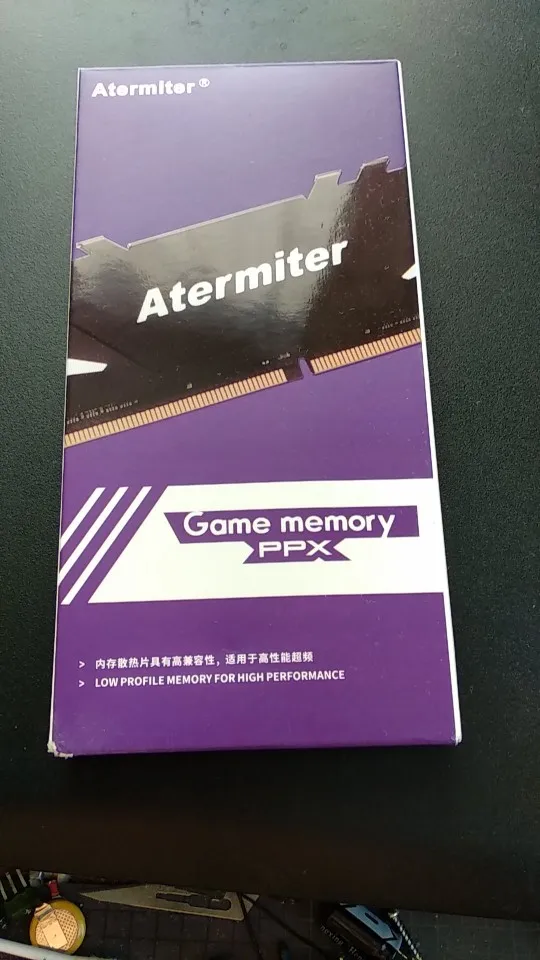 Atermiter®
Atermiter
Game memory
PPX
> 内存散热片具有高兼容性，适用于高性能超频
> LOW PROFILE MEMORY FOR HIGH PERFORMANCE